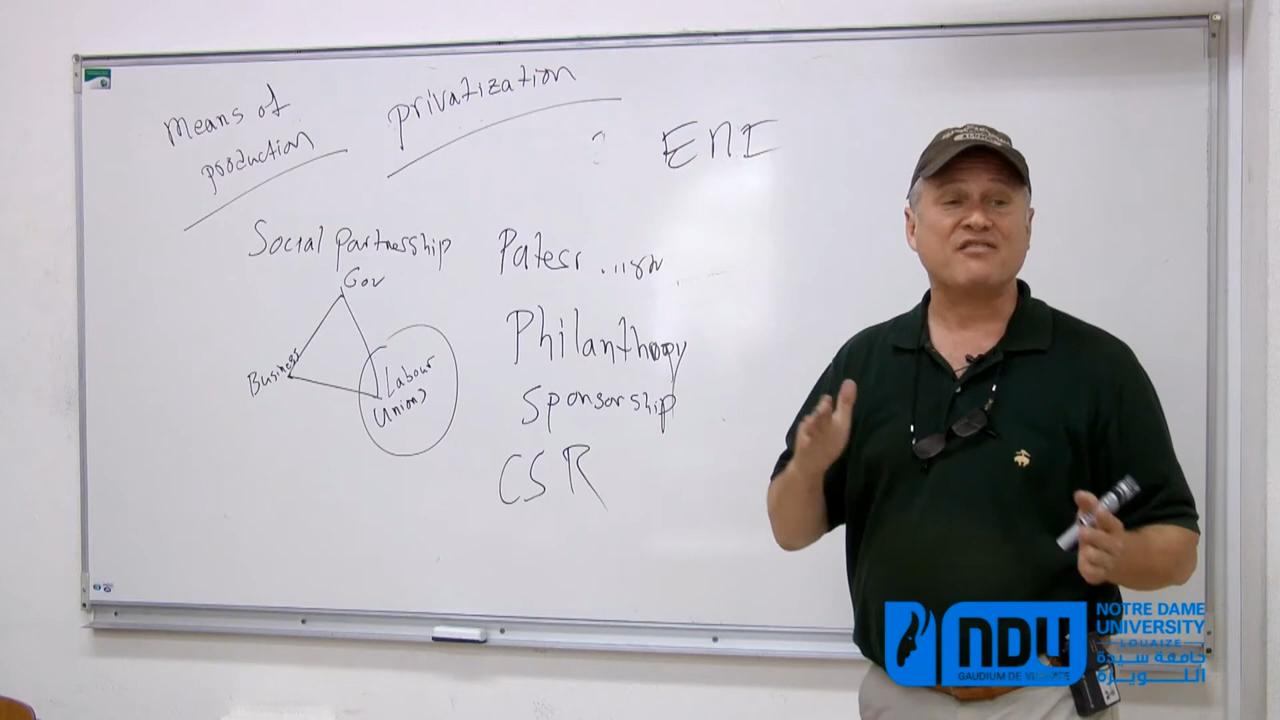 means of
production
privatization
ENI
Social partnership
Gov
Business
Labour
Unions
Philanthropy
Sponsorship
CSR
NDU
GAUDIUM DE VERITATE
NOTRE DAME
UNIVERSITY
LOUAIZE
جامعة سيدة
اللـويـزة